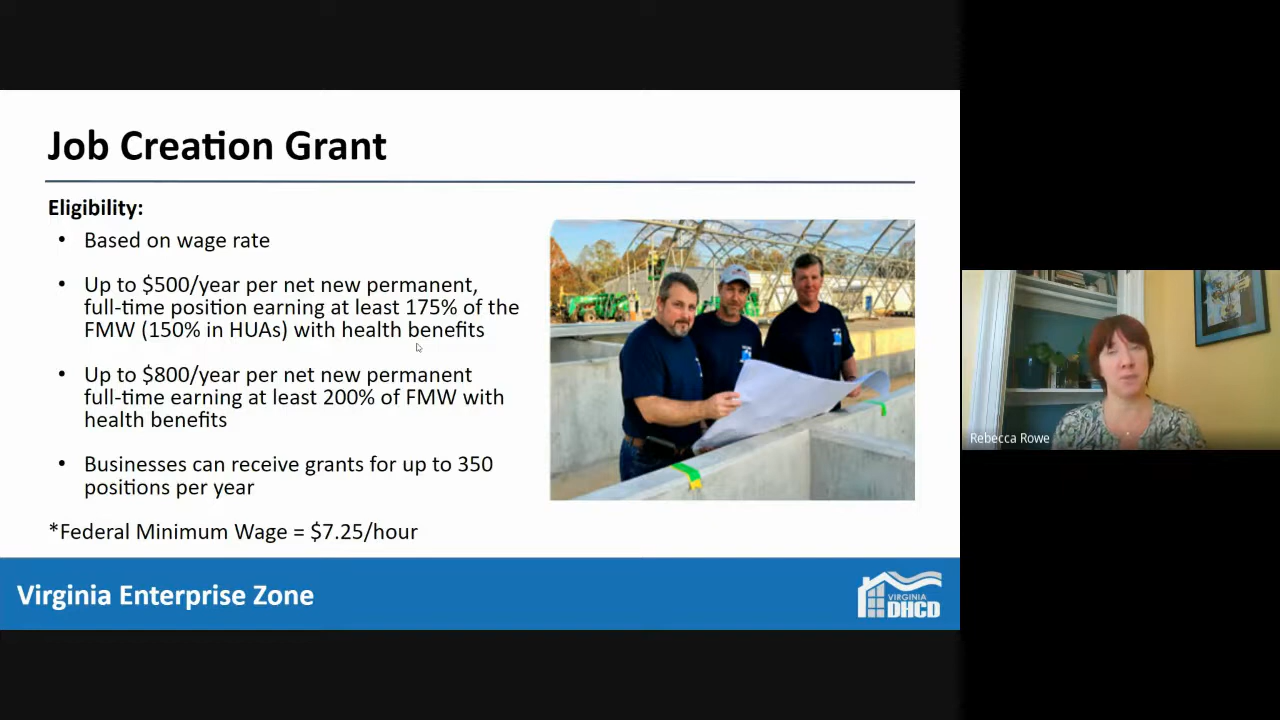 Job Creation Grant
Eligibility:
• Based on wage rate
• Up to $500/year per net new permanent,
full-time position earning at least 175% of the
FMW (150% in HUAs) with health benefits
• Up to $800/year per net new permanent
full-time earning at least 200% of FMW with
health benefits
• Businesses can receive grants for up to 350
positions per year
*Federal Minimum Wage = $7.25/hour
Virginia Enterprise Zone
VIRGINIA
DHCD
Rebecca Rowe